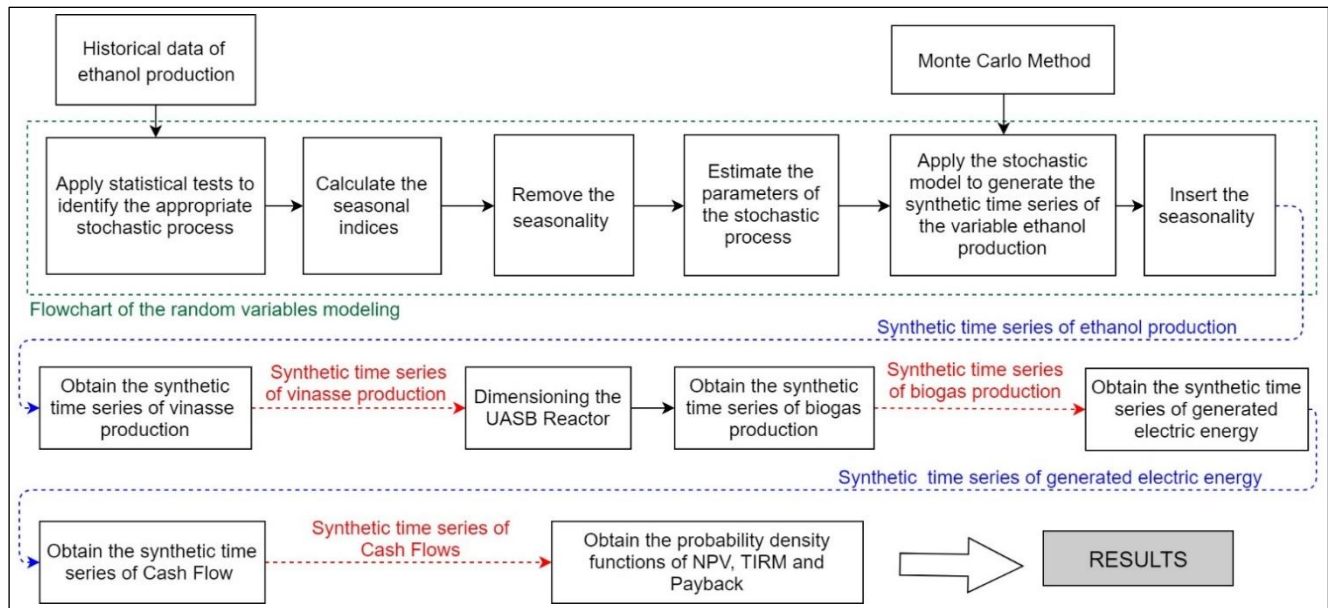 Historical data of
ethanol production
Monte Carlo Method
Apply statistical tests to
identify the appropriate
stochastic process
Calculate the
seasonal
indices
Remove the
seasonality
Estimate the
parameters of
the stochastic
process
Apply the stochastic
model to generate the
synthetic time series of
the variable ethanol
production
Insert the
seasonality
Flowchart of the random variables modeling
Synthetic time series of ethanol production
Obtain the synthetic
time series of vinasse
production
Synthetic time series
of vinasse production
Dimensioning the
UASB Reactor
Obtain the synthetic
time series of biogas
production
Synthetic time series
of biogas production
Obtain the synthetic time
series of generated
electric energy
Synthetic time series of generated electric energy
Obtain the synthetic time
series of Cash Flow
Synthetic time series of
Cash Flows
Obtain the probability density
functions of NPV, TIRM and
Payback
RESULTS